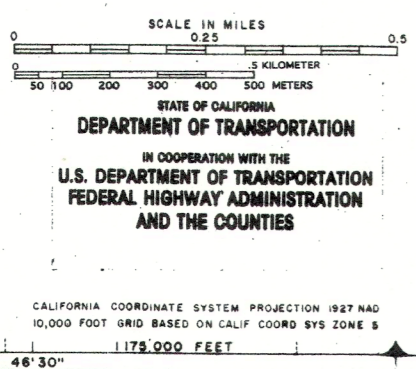 SCALE IN MILES
0 0.25 0.5
0 .5 KILOMETER
50 100 200 300 400 500 METERS
STATE OF CALIFORNIA
DEPARTMENT OF TRANSPORTATION
IN COOPERATION WITH THE
U.S. DEPARTMENT OF TRANSPORTATION
FEDERAL HIGHWAY ADMINISTRATION
AND THE COUNTIES
CALIFORNIA COORDINATE SYSTEM PROJECTION 1927 NAD
10,000 FOOT GRID BASED ON CALIF COORD SYS ZONE 5
1 175 000 FEET
46'30"